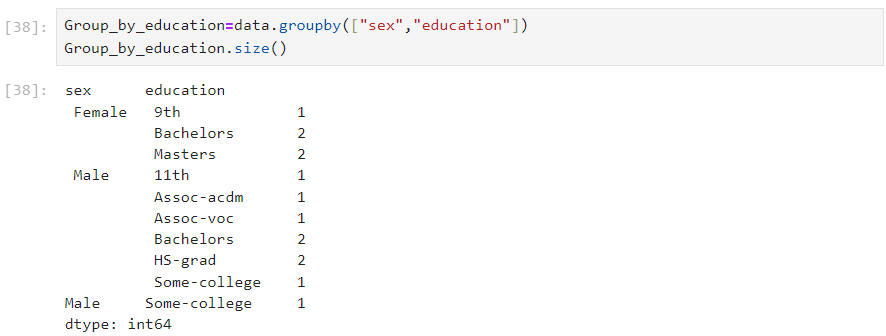 [38]: Group_by_education=data.groupby(["sex","education"])
Group_by_education.size()
[38]: sex      education
 Female   9th             1
          Bachelors       2
          Masters         2
 Male     11th            1
          Assoc-acdm      1
          Assoc-voc       1
          Bachelors       2
          HS-grad         2
          Some-college    1
Male     Some-college     1
dtype: int64